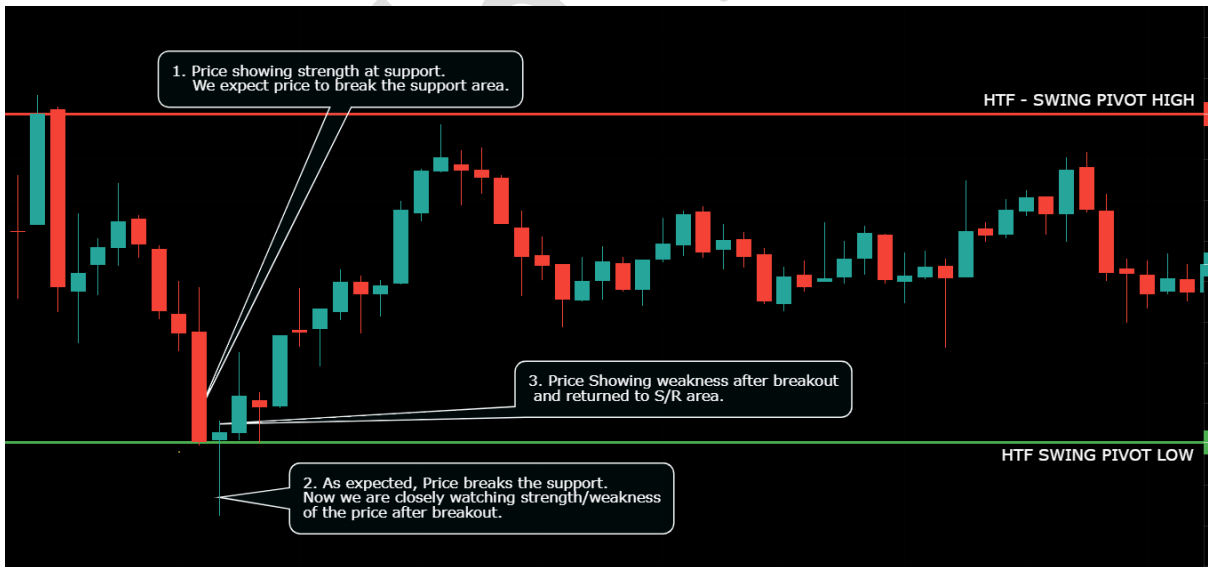 1. Price showing strength at support.
We expect price to break the support area.
HTF - SWING PIVOT HIGH
3. Price Showing weakness after breakout
and returned to S/R area.
HTF SWING PIVOT LOW
2. As expected, Price breaks the support.
Now we are closely watching strength/weakness
of the price after breakout.